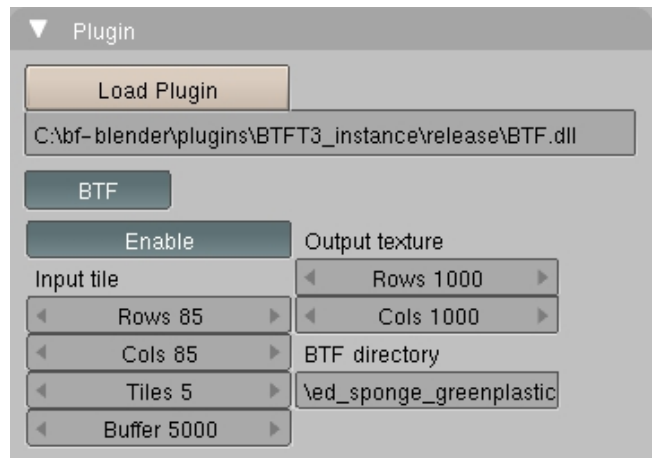 Plugin
Load Plugin
C:\bf-blender\plugins\BTFT3_instance\release\BTF.dll
BTF
Enable
Input tile
Rows 85
Cols 85
Tiles 5
Buffer 5000
Output texture
Rows 1000
Cols 1000
BTF directory
\ed_sponge_greenplastic